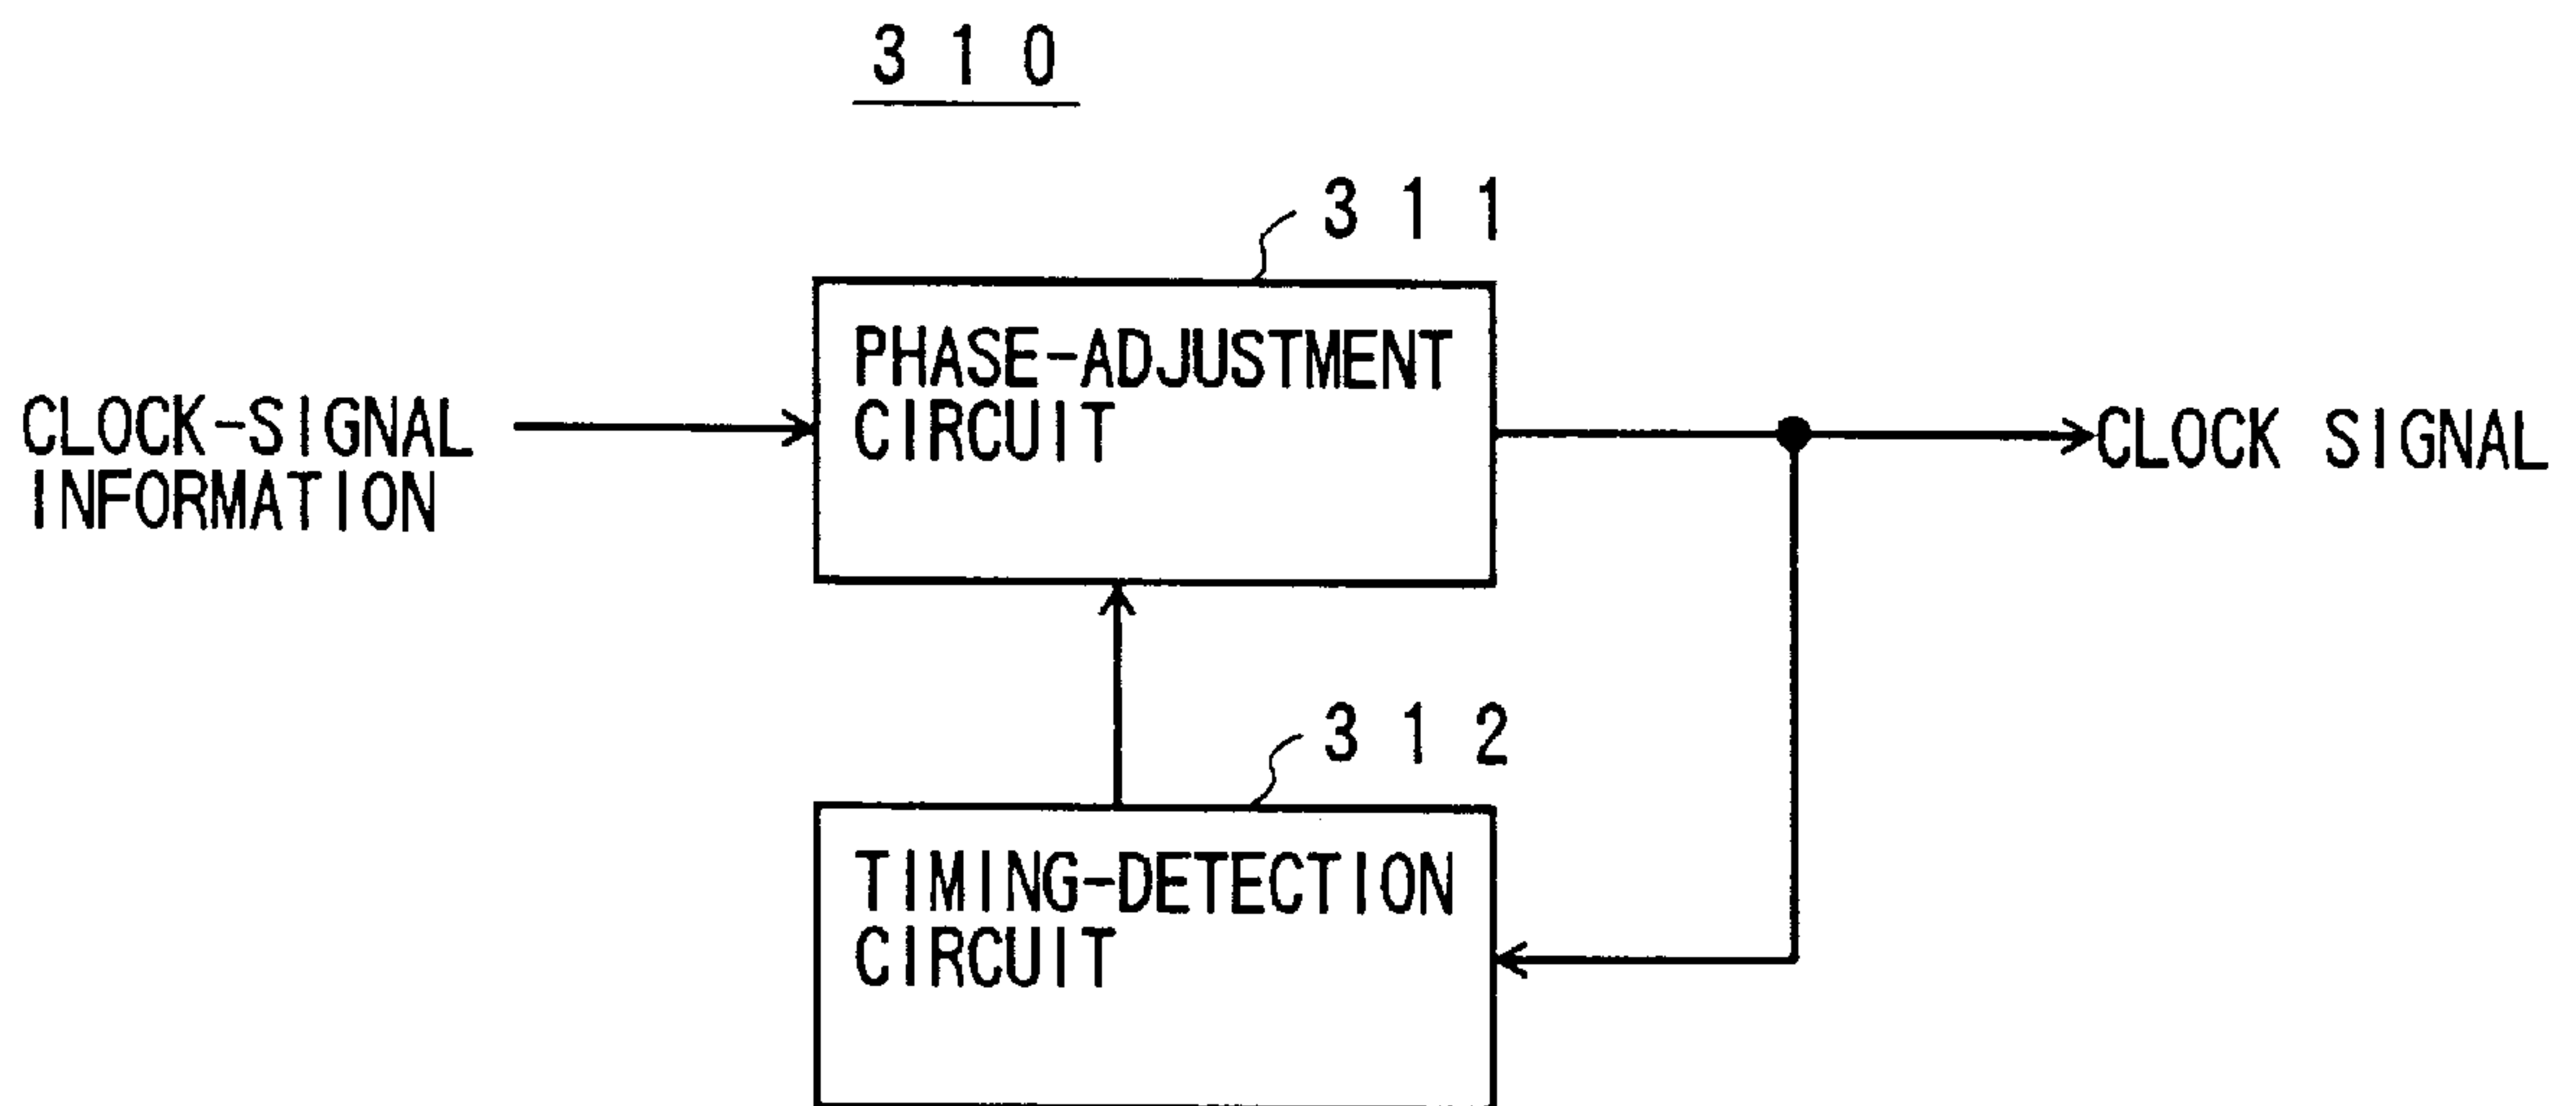 310
311
PHASE-ADJUSTMENT
CIRCUIT
CLOCK-SIGNAL
INFORMATION
CLOCK SIGNAL
312
TIMING-DETECTION
CIRCUIT